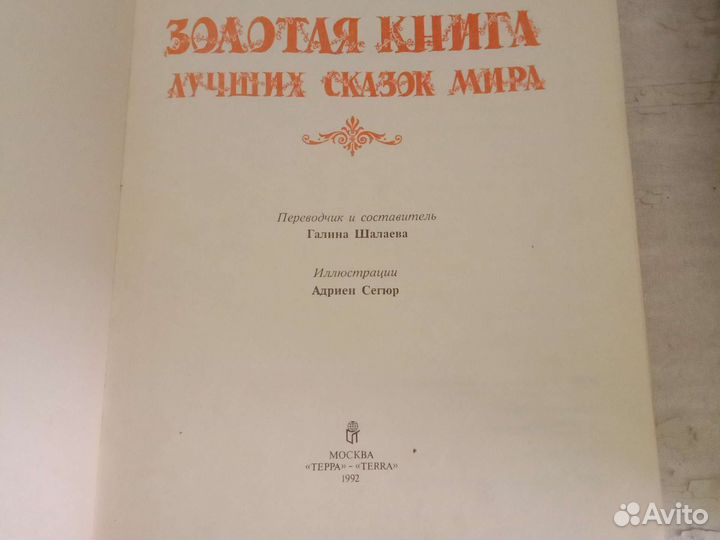 ЗОЛОТАЯ КНИГА
ЛУЧШИХ СКАЗОК МИРА
Переводчик и составитель
Галина Шалаева
Иллюстрации
Адриен Сегюр
МОСКВА
«ТЕРРА» – «TERRA»
1992
Avito